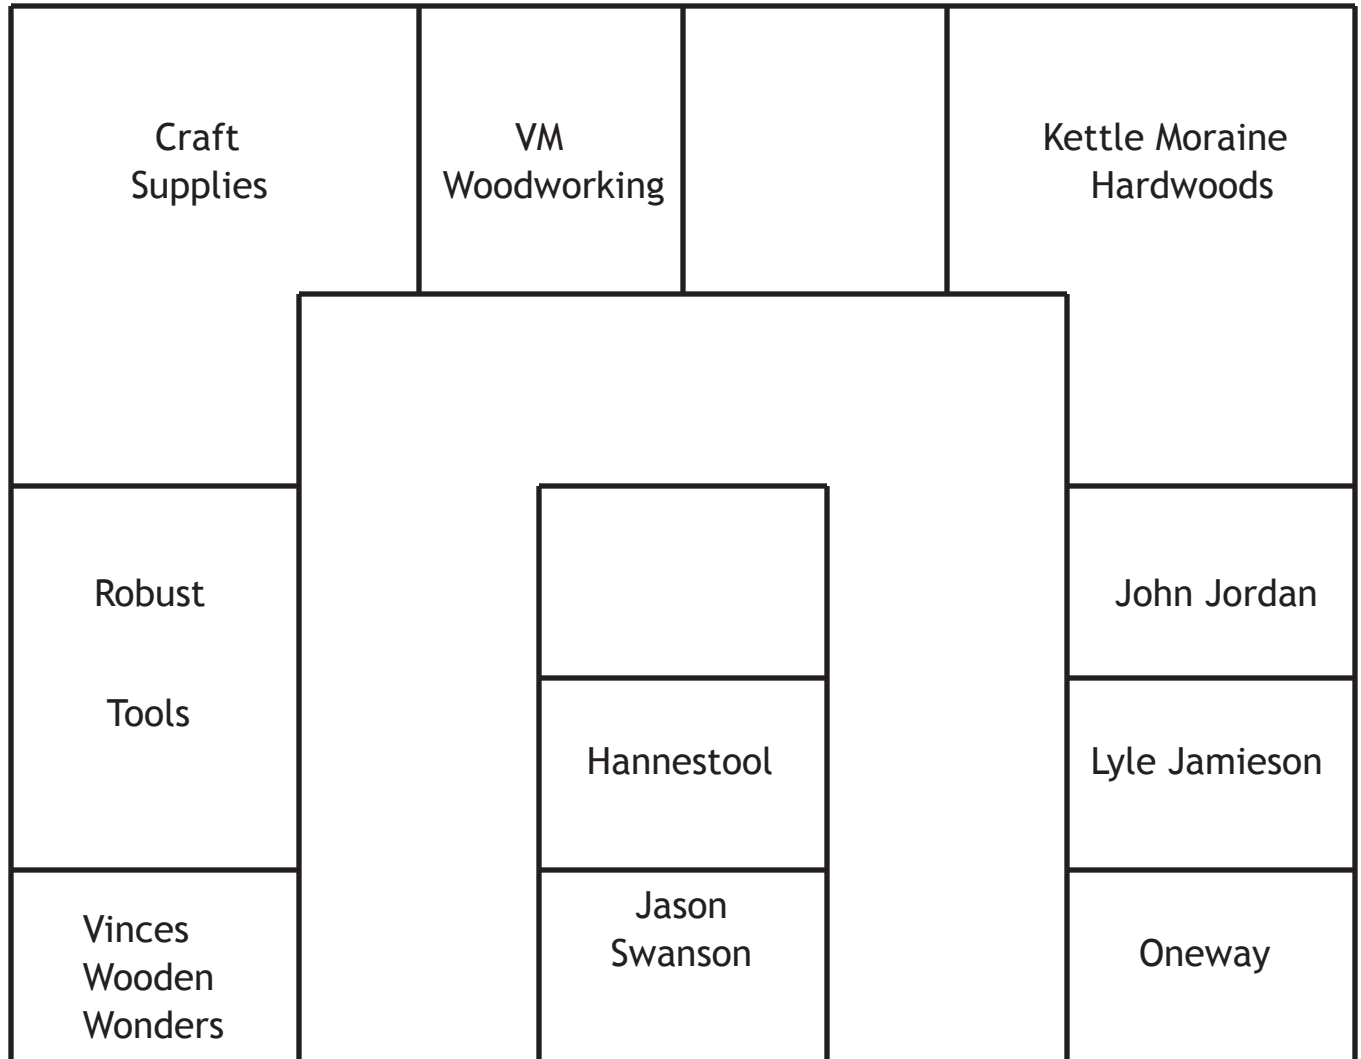 Craft
Supplies
VM
Woodworking
Kettle Moraine
Hardwoods
Robust
Tools
John Jordan
Hannestool
Lyle Jamieson
Vinces
Wooden
Wonders
Jason
Swanson
Oneway